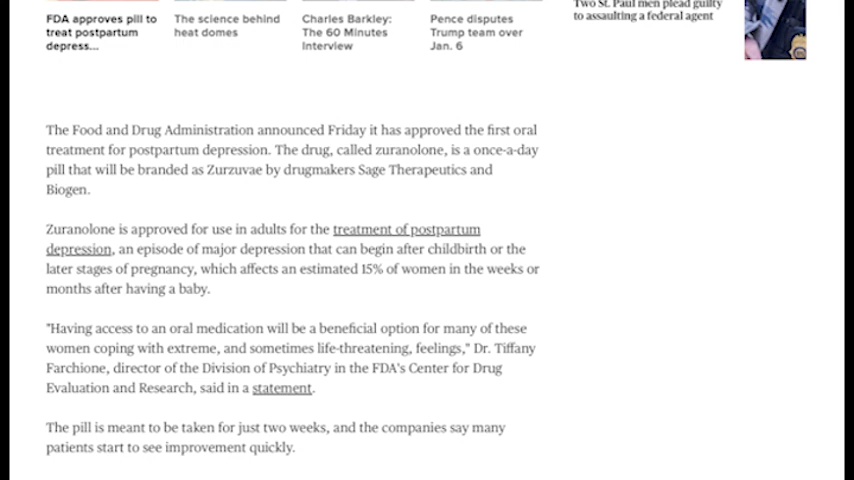 FDA approves pill to
treat postpartum
depress...
The science behind
heat domes
Charles Barkley:
The 60 Minutes
Interview
Pence disputes
Trump team over
Jan. 6
Two St. Paul men plead guilty
to assaulting a federal agent
The Food and Drug Administration announced Friday it has approved the first oral
treatment for postpartum depression. The drug, called zuranolone, is a once-a-day
pill that will be branded as Zurzuvae by drugmakers Sage Therapeutics and
Biogen.
Zuranolone is approved for use in adults for the treatment of postpartum
depression, an episode of major depression that can begin after childbirth or the
later stages of pregnancy, which affects an estimated 15% of women in the weeks or
months after having a baby.
"Having access to an oral medication will be a beneficial option for many of these
women coping with extreme, and sometimes life-threatening, feelings," Dr. Tiffany
Farchione, director of the Division of Psychiatry in the FDA's Center for Drug
Evaluation and Research, said in a statement.
The pill is meant to be taken for just two weeks, and the companies say many
patients start to see improvement quickly.